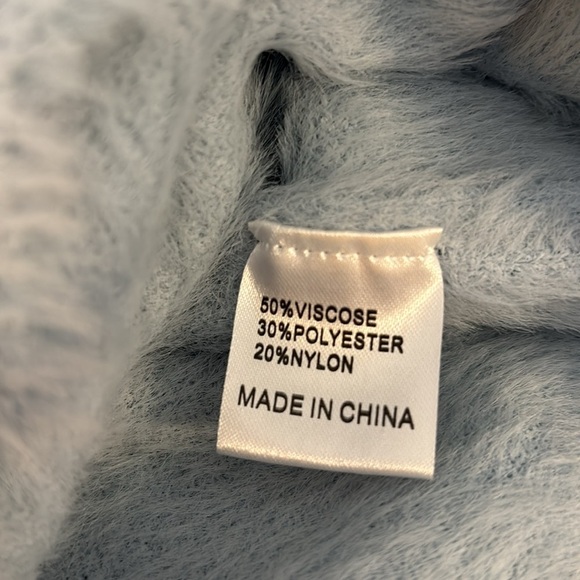 50%VISCOSE
30%POLYESTER
20%NYLON
MADE IN CHINA